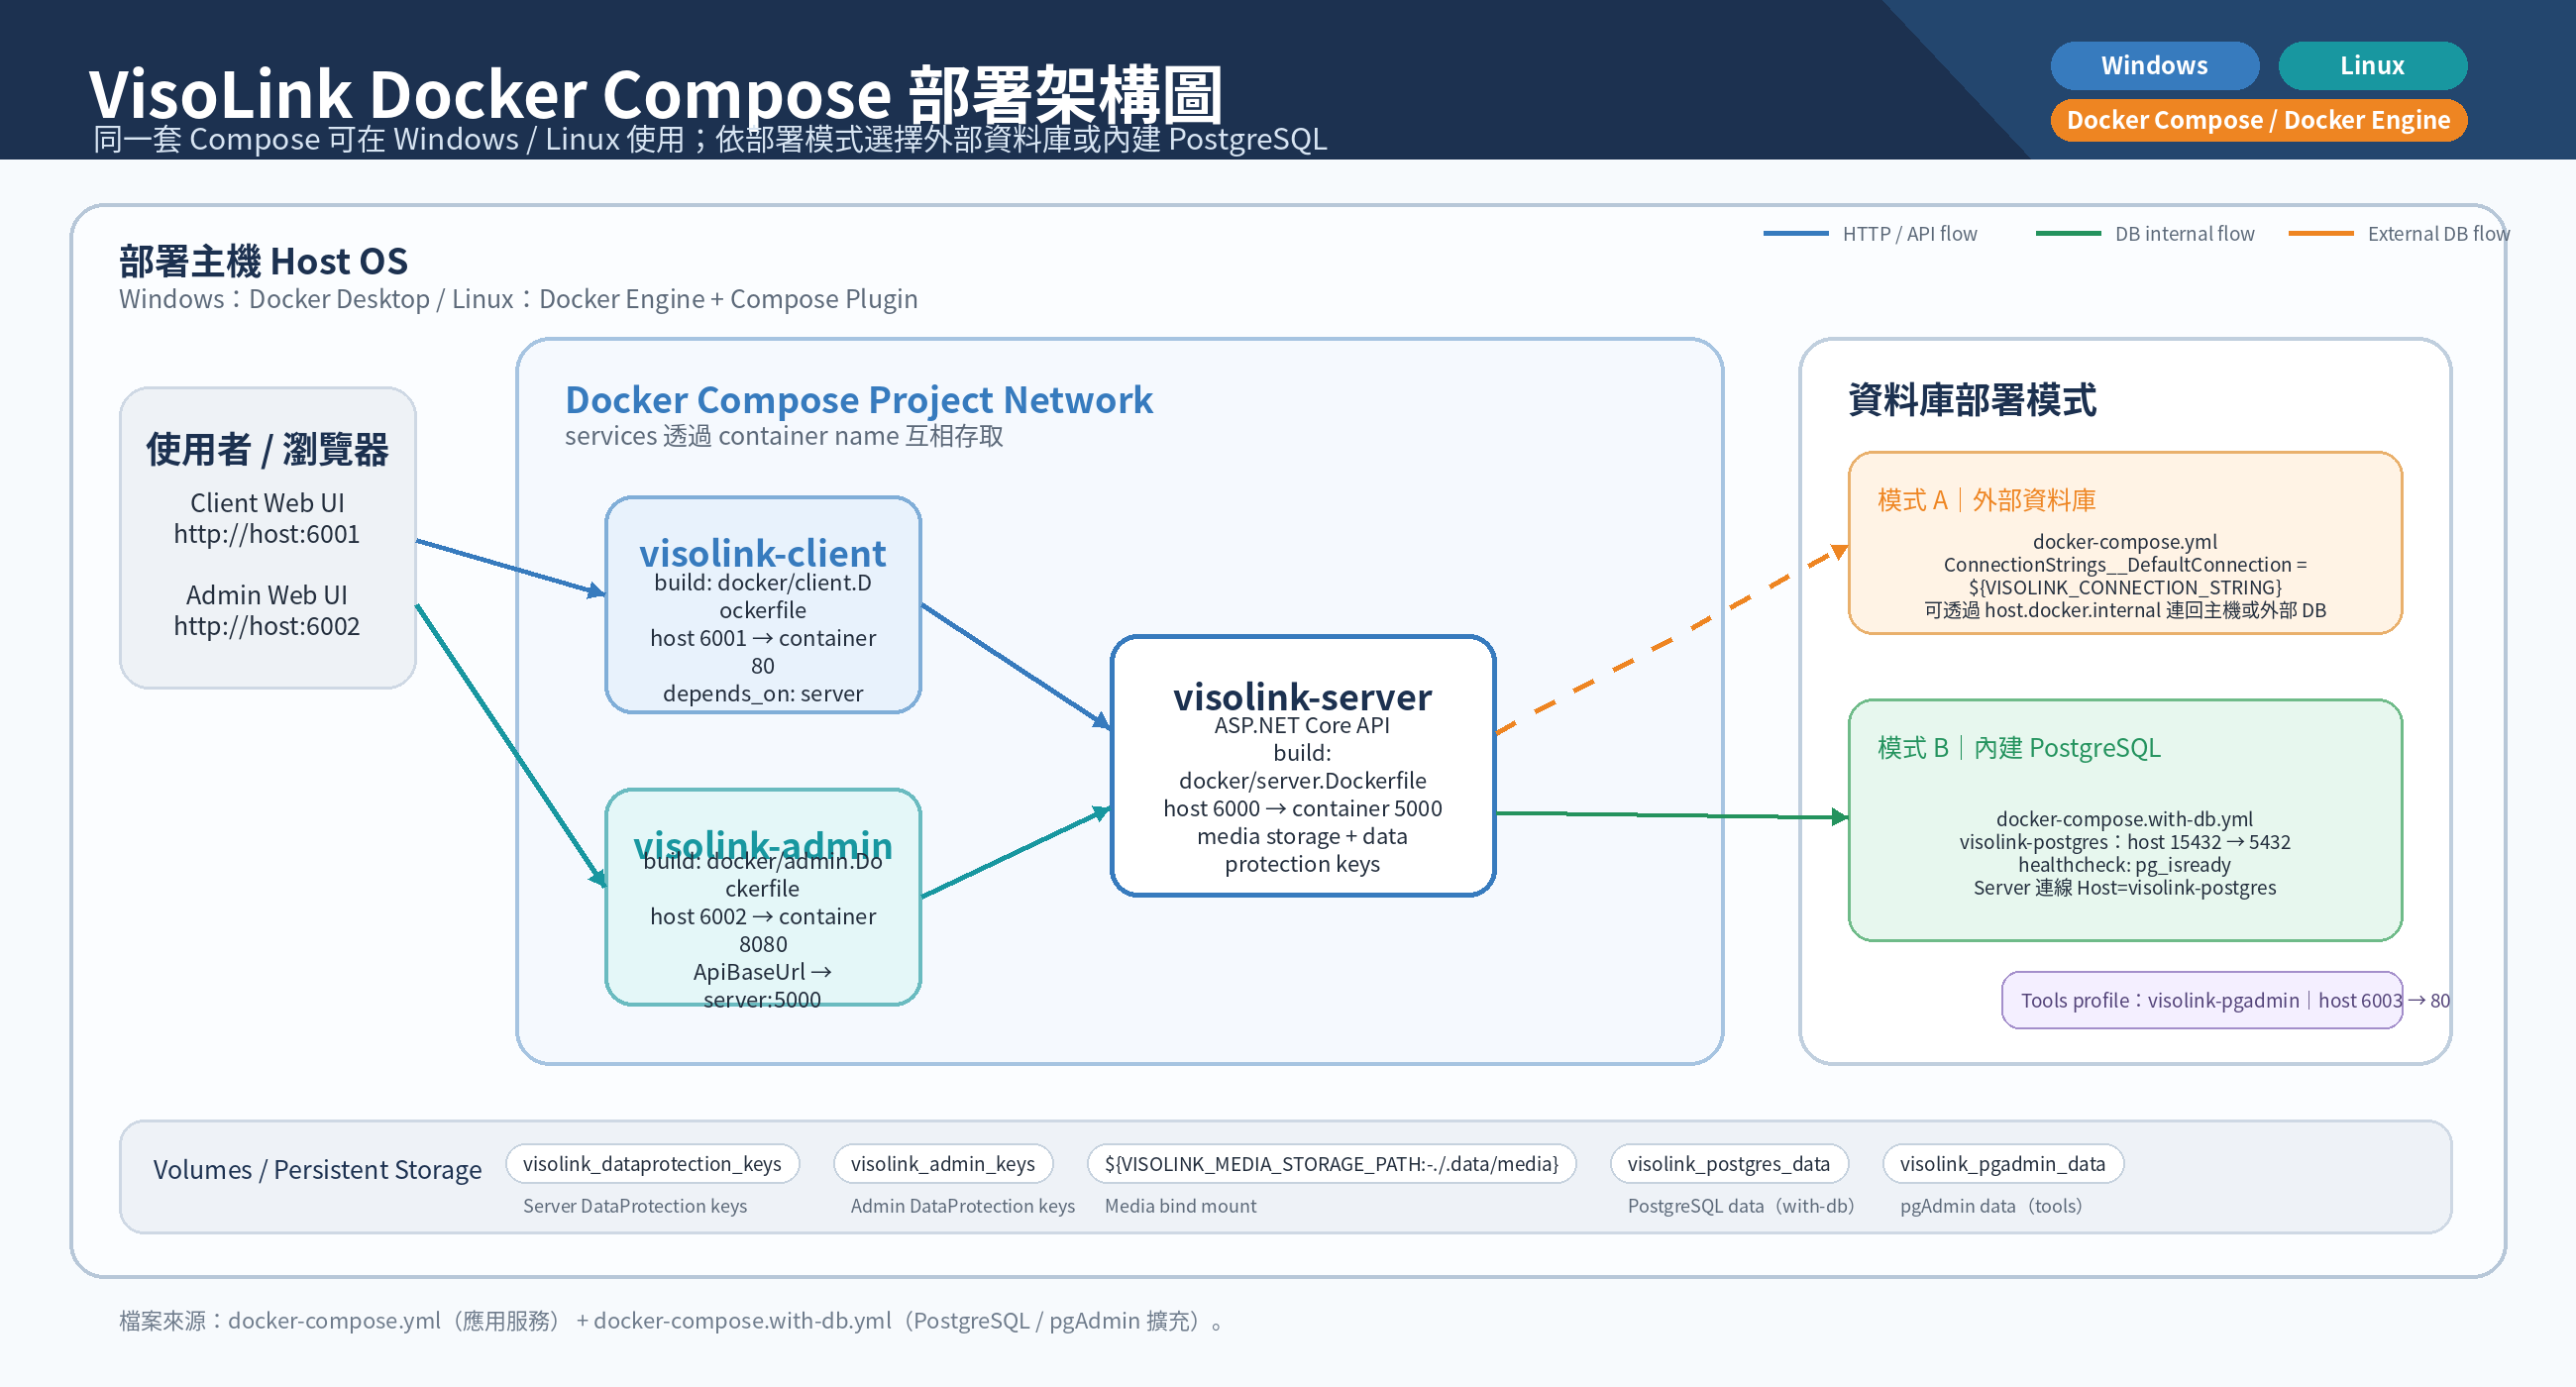 VisoLink Docker Compose 部署架構圖
同一套 Compose 可在 Windows / Linux 使用；依部署模式選擇外部資料庫或內建 PostgreSQL
Windows
Linux
Docker Compose / Docker Engine
HTTP / API flow
DB internal flow
External DB flow
部署主機 Host OS
Windows：Docker Desktop / Linux：Docker Engine + Compose Plugin
使用者 / 瀏覽器
Client Web UI
http://host:6001
Admin Web UI
http://host:6002
Docker Compose Project Network
services 透過 container name 互相存取
visolink-client
build: docker/client.D
ockerfile
host 6001 → container
80
depends_on: server
visolink-admin
build: docker/admin.Do
ckerfile
host 6002 → container
8080
ApiBaseUrl →
server:5000
visolink-server
ASP.NET Core API
build:
docker/server.Dockerfile
host 6000 → container 5000
media storage + data
protection keys
資料庫部署模式
模式 A｜外部資料庫
docker-compose.yml
ConnectionStrings__DefaultConnection =
${VISOLINK_CONNECTION_STRING}
可透過 host.docker.internal 連回主機或外部 DB
模式 B｜內建 PostgreSQL
docker-compose.with-db.yml
visolink-postgres：host 15432 → 5432
healthcheck: pg_isready
Server 連線 Host=visolink-postgres
Tools profile：visolink-pgadmin｜host 6003 → 80
Volumes / Persistent Storage
visolink_dataprotection_keys
Server DataProtection keys
visolink_admin_keys
Admin DataProtection keys
${VISOLINK_MEDIA_STORAGE_PATH:-./.data/media}
Media bind mount
visolink_postgres_data
PostgreSQL data（with-db）
visolink_pgadmin_data
pgAdmin data（tools）
檔案來源：docker-compose.yml（應用服務） + docker-compose.with-db.yml（PostgreSQL / pgAdmin 擴充）。